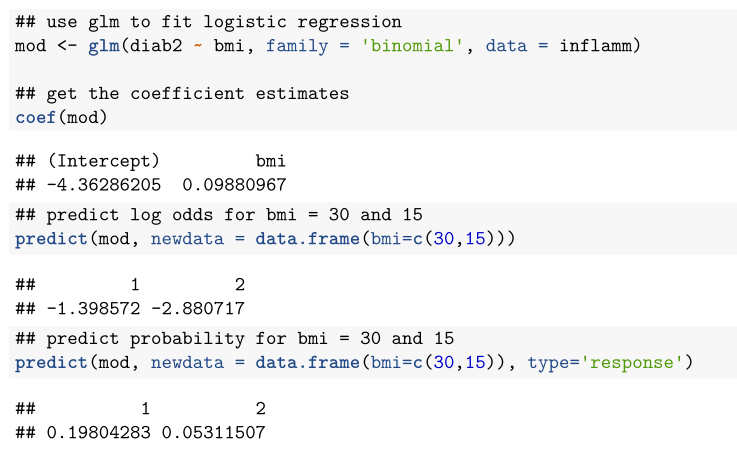 ## use glm to fit logistic regression
mod <- glm(diab2 ~ bmi, family = 'binomial', data = inflamm)
## get the coefficient estimates
coef(mod)
## (Intercept)         bmi
## -4.36286205  0.09880967
## predict log odds for bmi = 30 and 15
predict(mod, newdata = data.frame(bmi=c(30,15)))
##         1         2
## -1.398572 -2.880717
## predict probability for bmi = 30 and 15
predict(mod, newdata = data.frame(bmi=c(30,15)), type='response')
##          1          2
## 0.19804283 0.05311507